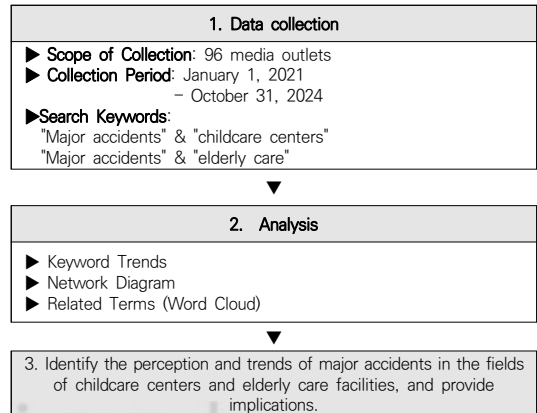 1. Data collection
▶ Scope of Collection: 96 media outlets
▶ Collection Period: January 1, 2021
– October 31, 2024
▶Search Keywords:
"Major accidents" & "childcare centers"
"Major accidents" & "elderly care"
▼
2. Analysis
▶ Keyword Trends
▶ Network Diagram
▶ Related Terms (Word Cloud)
▼
3. Identify the perception and trends of major accidents in the fields
of childcare centers and elderly care facilities, and provide
implications.